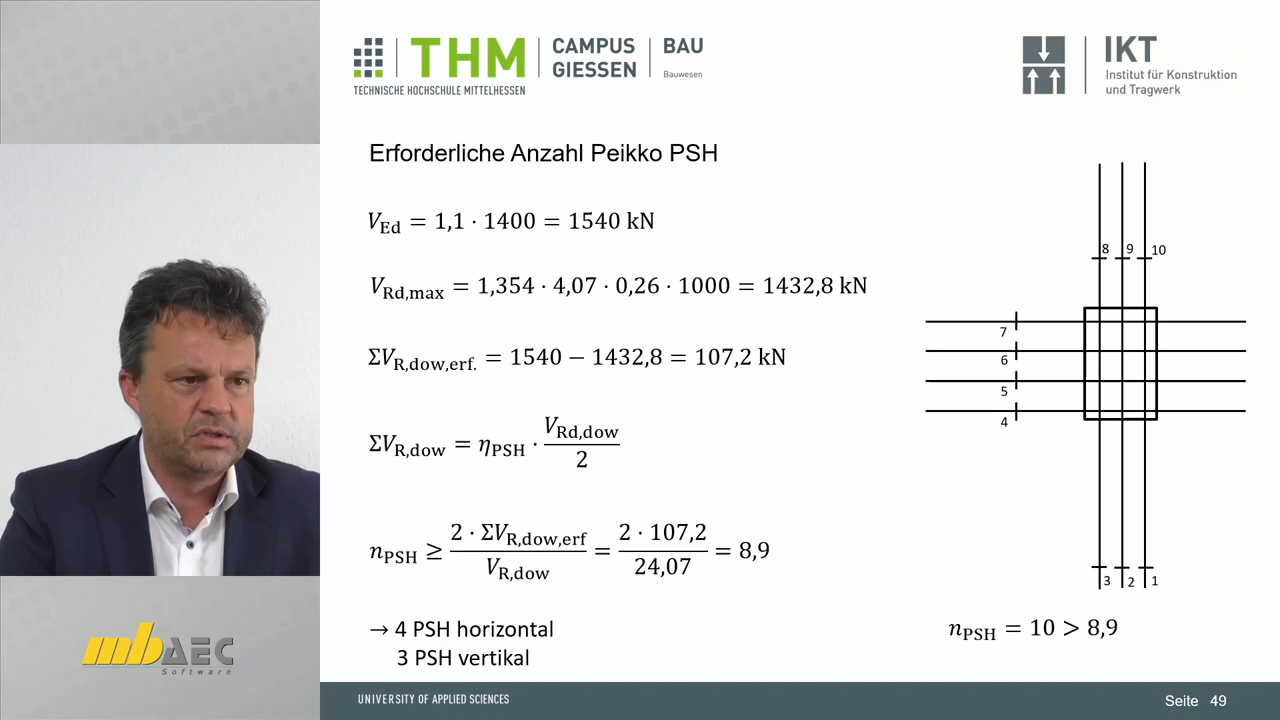 THM
CAMPUS
GIESSEN
BAU
Bauwesen
TECHNISCHE HOCHSCHULE MITTELHESSEN
IKT
Institut für Konstruktion
und Tragwerk
Erforderliche Anzahl Peikko PSH
V_Ed = 1,1 · 1400 = 1540 kN
V_Rd,max = 1,354 · 4,07 · 0,26 · 1000 = 1432,8 kN
ΣV_R,dow,erf. = 1540 − 1432,8 = 107,2 kN
ΣV_R,dow = η_PSH · V_Rd,dow / 2
n_PSH ≥ 2 · ΣV_R,dow,erf / V_R,dow = 2 · 107,2 / 24,07 = 8,9
→ 4 PSH horizontal
3 PSH vertikal
8 9 10
7
6
5
4
3 2 1
n_PSH = 10 > 8,9
mb AEC
Software
UNIVERSITY OF APPLIED SCIENCES
Seite 49